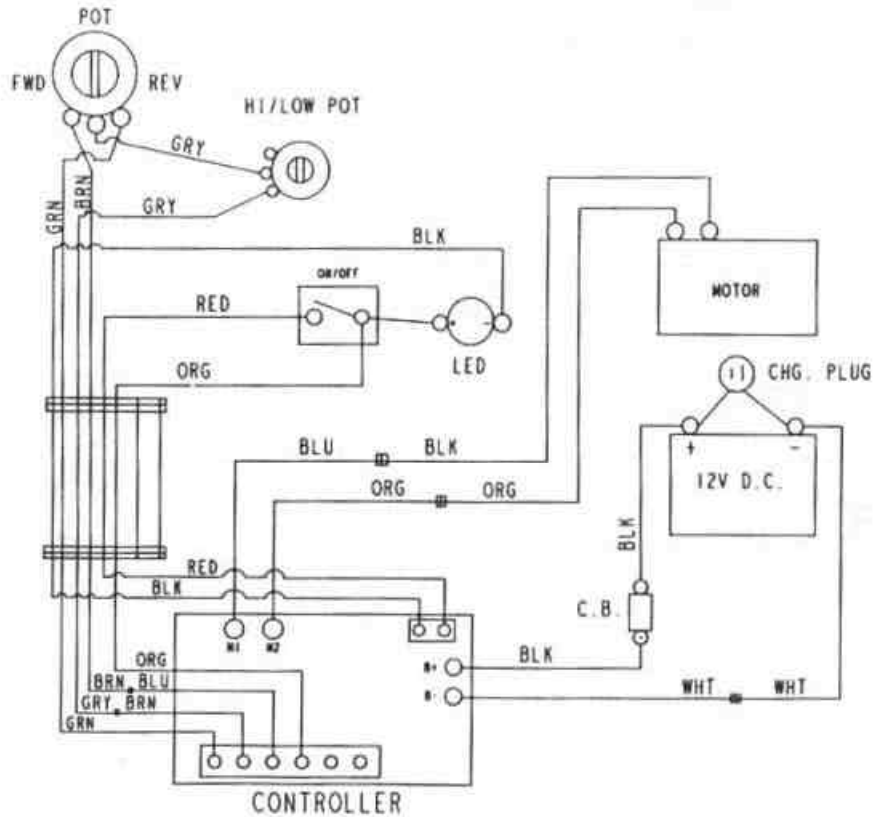 POT
FWD
REV
HI/LOW POT
GRY
GRN
BRN
GRY
BLK
ON/OFF
RED
+
-
LED
ORG
MOTOR
CHG. PLUG
+
-
12V D.C.
BLU
BLK
ORG
ORG
BLK
RED
BLK
C.B.
M1
M2
B+
BLK
ORG
B-
WHT
WHT
BRN
BLU
GRY
BRN
GRN
CONTROLLER